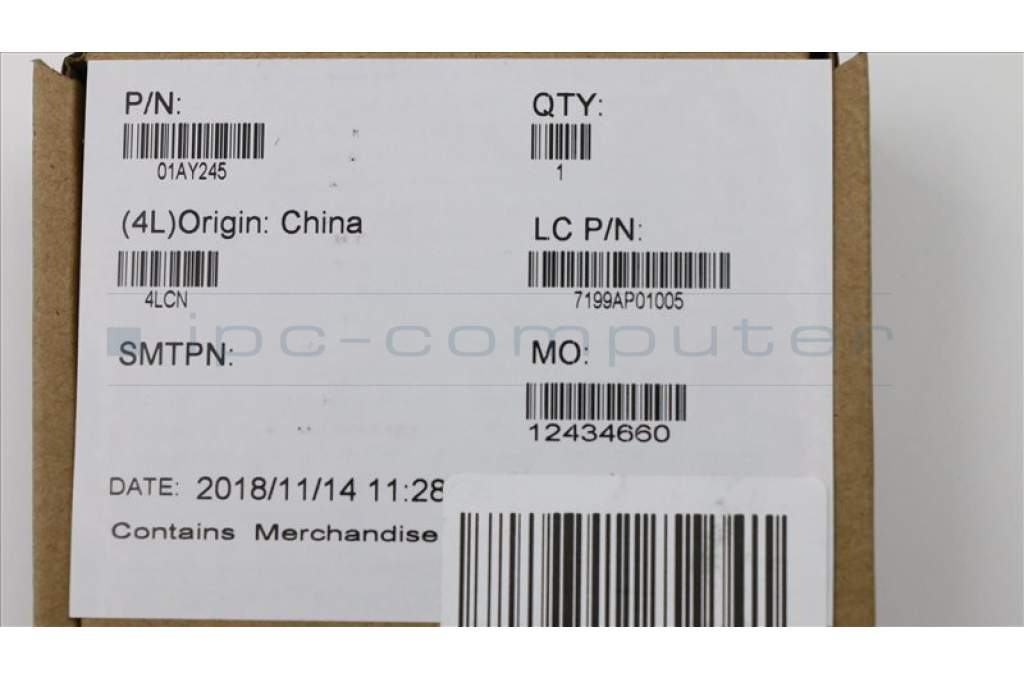 P/N:
QTY:
01AY245
1
(4L)Origin: China
LC P/N:
4LCN
7199AP01005
ipc-computer
SMTPN:
MO:
12434660
DATE: 2018/11/14 11:28
Contains Merchandise